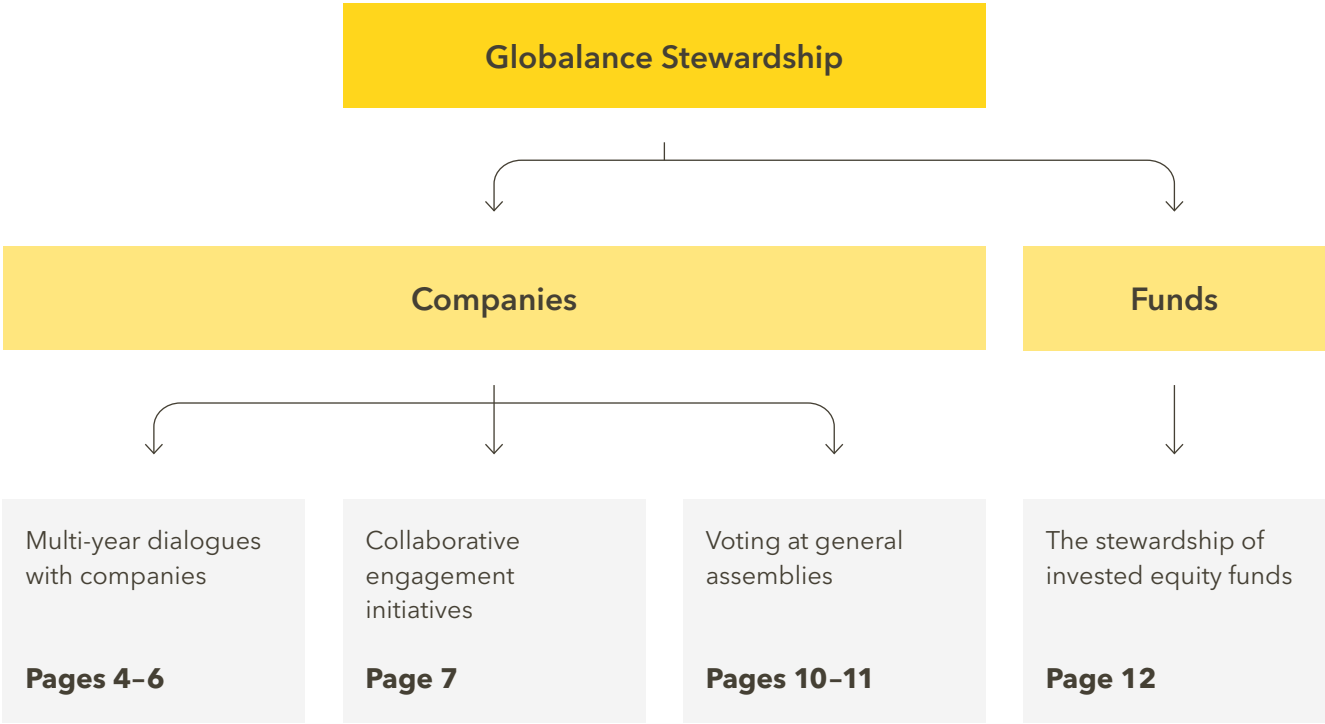 Globalance Stewardship
Companies
Funds
Multi-year dialogues
with companies
Pages 4–6
Collaborative
engagement
initiatives
Page 7
Voting at general
assemblies
Pages 10–11
The stewardship of
invested equity funds
Page 12